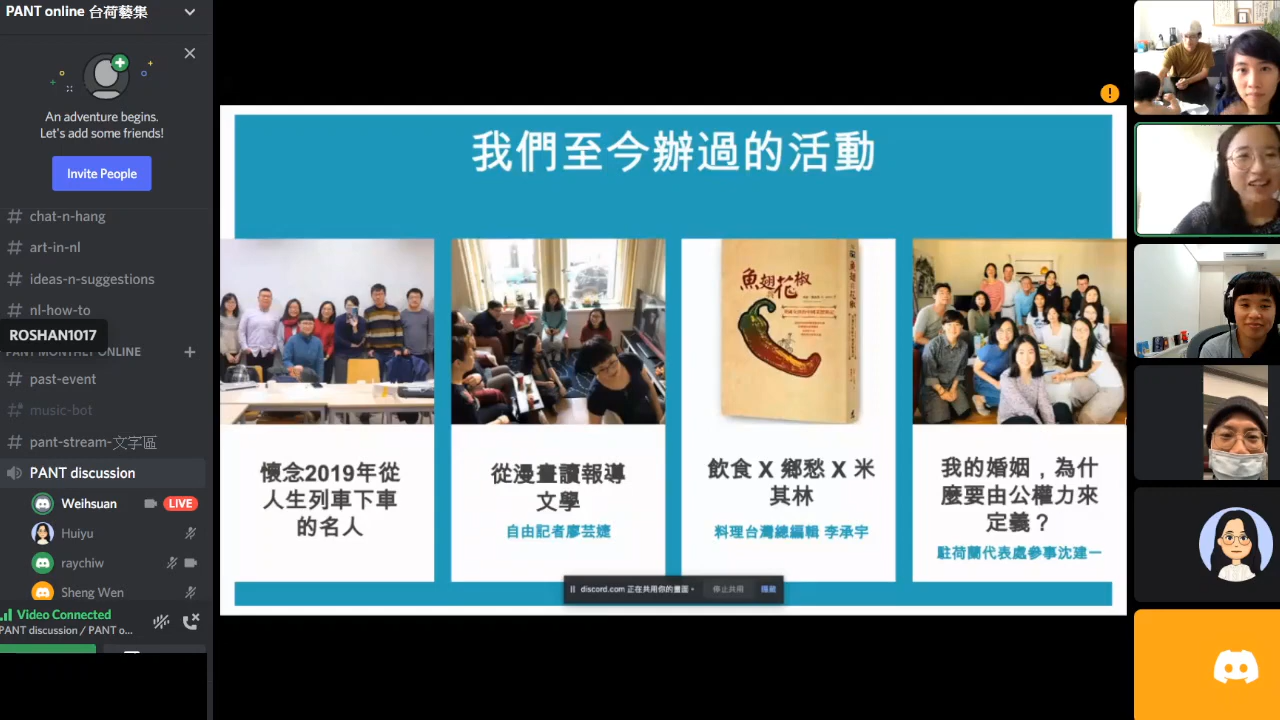 PANT online 台荷藝集
An adventure begins.
Let's add some friends!
Invite People
# chat-n-hang
# art-in-nl
# ideas-n-suggestions
# nl-how-to
ROSHAN1017
PANT MONTHLY ONLINE
# past-event
# music-bot
# pant-stream-文字區
PANT discussion
Weihsuan
LIVE
Huiyu
raychiw
Sheng Wen
Video Connected
PANT discussion / PANT o...
我們至今辦過的活動
魚翅花椒
懷念2019年從
人生列車下車
的名人
從漫畫讀報導
文學
自由記者廖芸婕
飲食 X 鄉愁 X 米
其林
料理台灣總編輯 李承宇
我的婚姻，為什
麼要由公權力來
定義？
駐荷蘭代表處參事沈建一
discord.com 正在共用你的畫面。
停止共用
隱藏